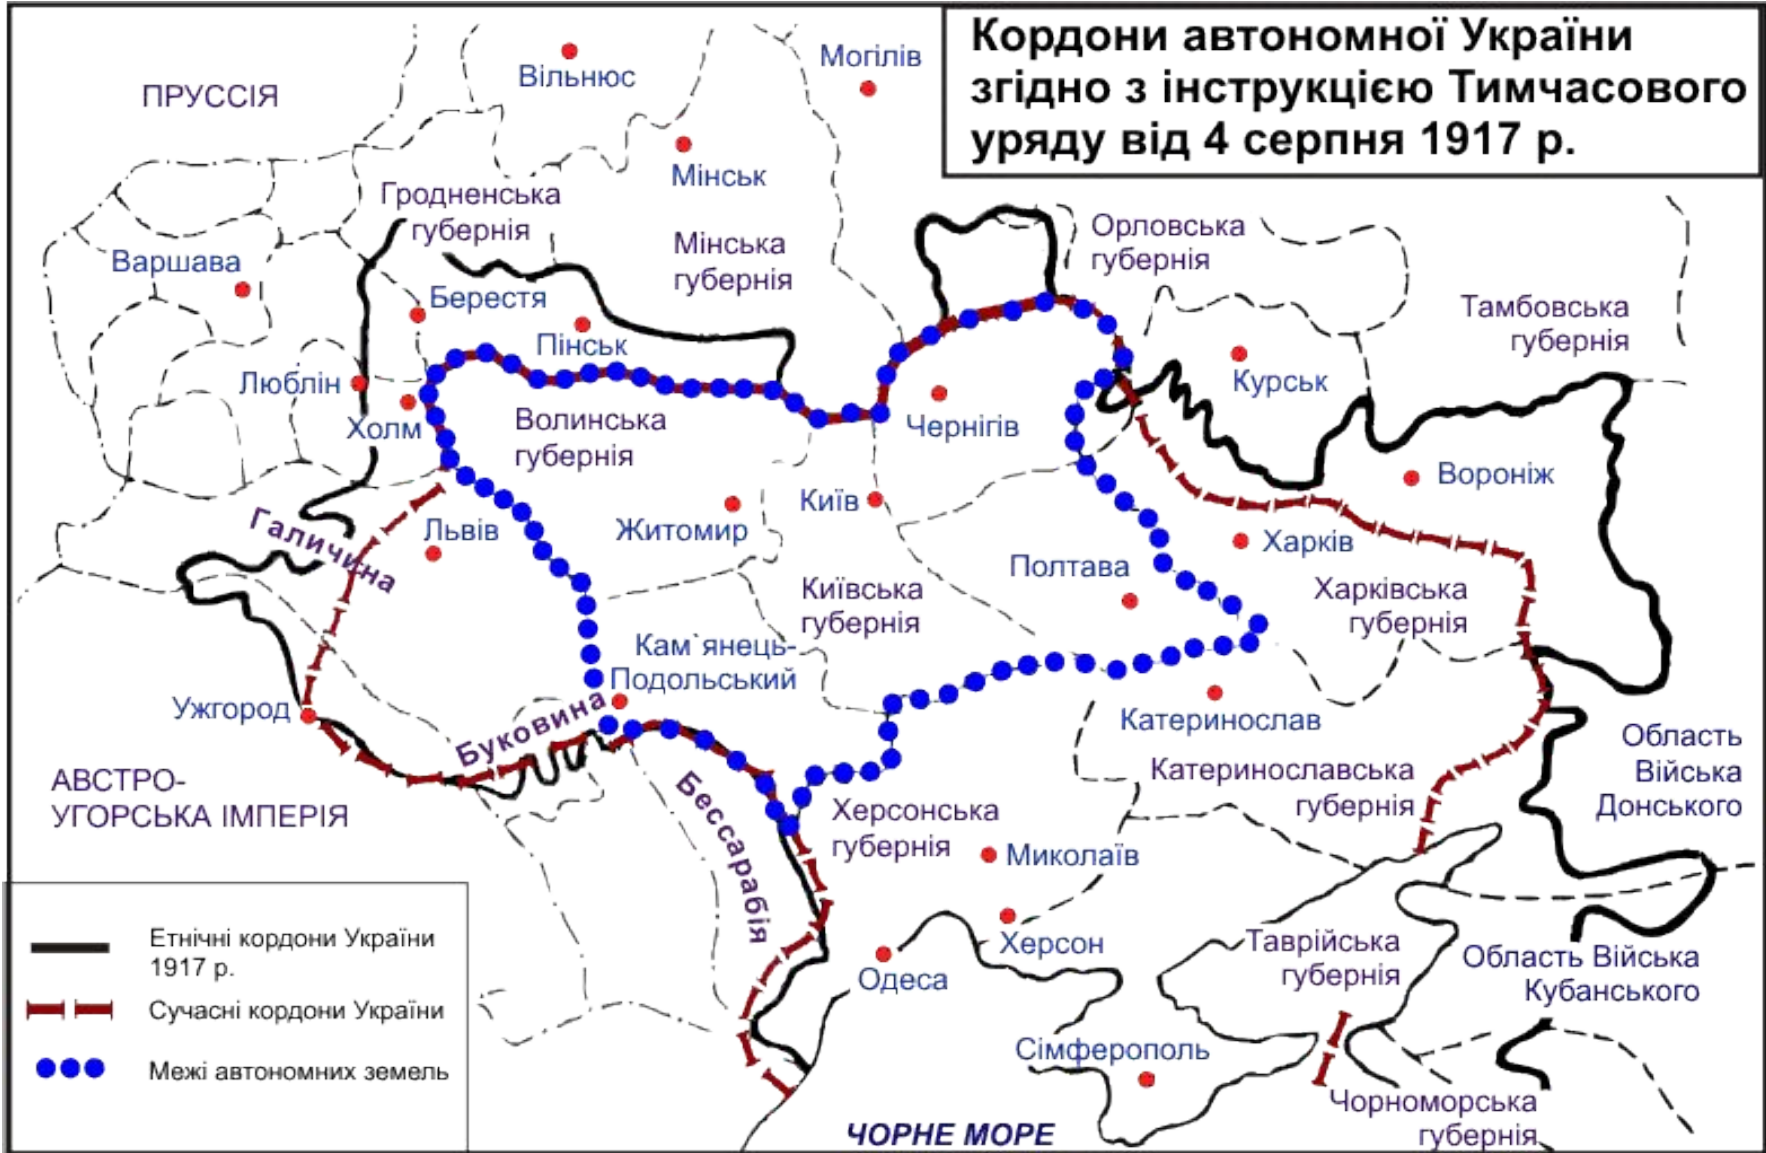 Кордони автономної України
згідно з інструкцією Тимчасового
уряду від 4 серпня 1917 р.
Могілів
Вільнюс
ПРУССІЯ
Мінськ
Гродненська
губернія
Мінська
губернія
Орловська
губернія
Варшава
Берестя
Тамбовська
губернія
Пінськ
Люблін
Курськ
Холм
Волинська
губернія
Чернігів
Вороніж
Київ
Галичина
Львів
Житомир
Харків
Полтава
Київська
губернія
Харківська
губернія
Кам`янець-
Подольський
Ужгород
Буковина
Катеринослав
Область
Війська
Донського
АВСТРО-
УГОРСЬКА ІМПЕРІЯ
Бессарабія
Катеринославська
губернія
Херсонська
губернія
Миколаїв
Херсон
Одеса
Таврійська
губернія
Область Війська
Кубанського
Сімферополь
Чорноморська
губернія
ЧОРНЕ МОРЕ
Етнічні кордони України
1917 р.
Сучасні кордони України
Межі автономних земель